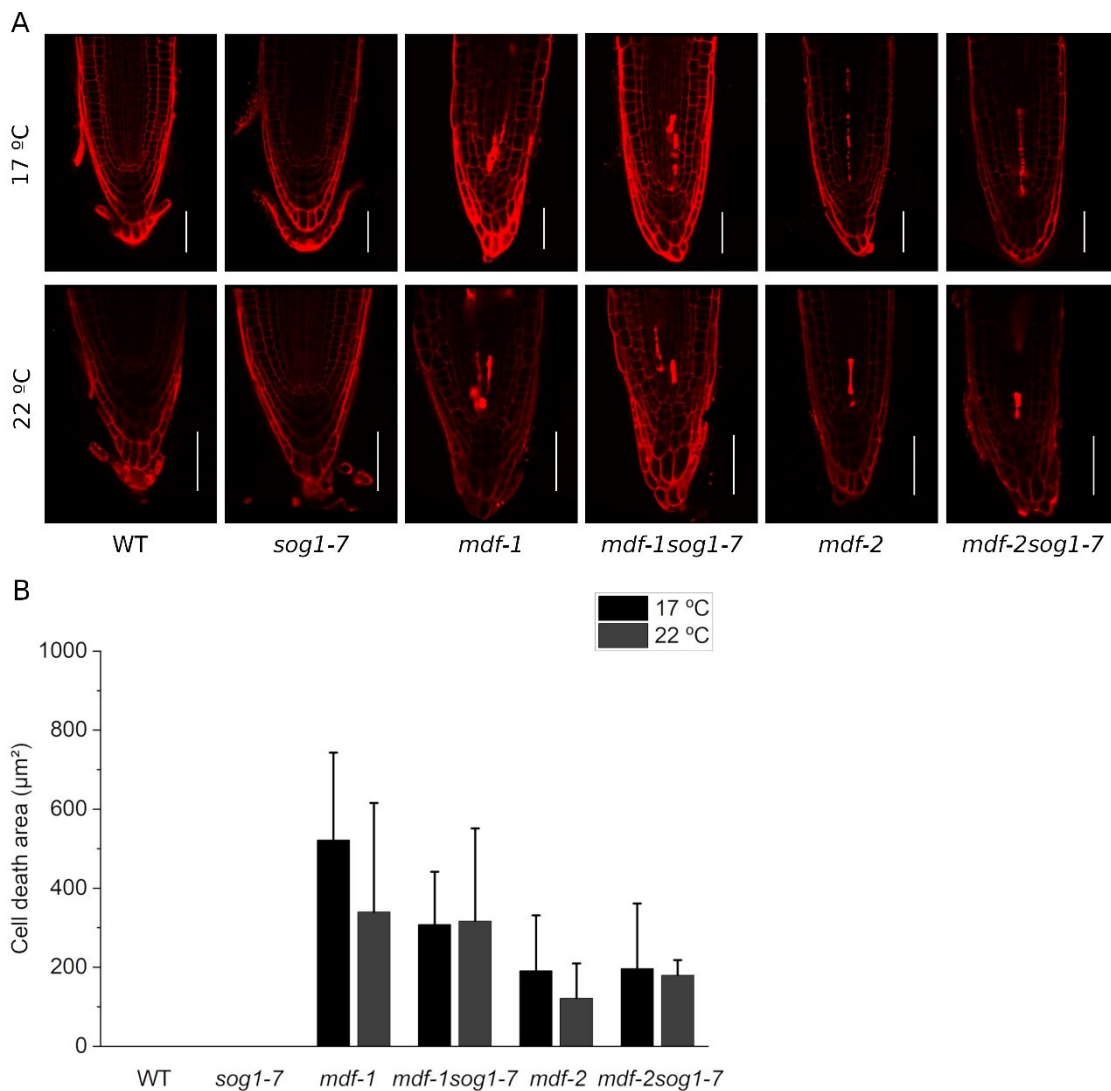 A
17 ºC
22 ºC
WT sog1-7 mdf-1 mdf-1sog1-7 mdf-2 mdf-2sog1-7
B
17 ºC
22 ºC
Cell death area (µm²)
1000
800
600
400
200
0
WT sog1-7 mdf-1 mdf-1sog1-7 mdf-2 mdf-2sog1-7